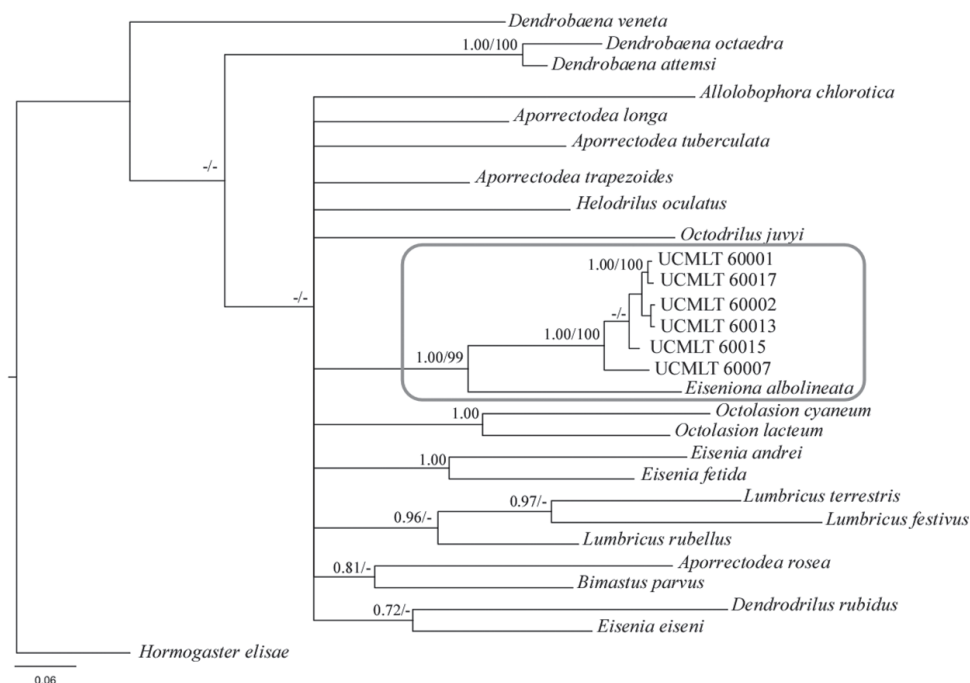 Dendrobaena veneta
1.00/100
Dendrobaena octaedra
Dendrobaena attemsi
Allolobophora chlorotica
Aporrectodea longa
Aporrectodea tuberculata
-/-
Aporrectodea trapezoides
Helodrilus oculatus
Octodrilus juvyi
UCMLT 60001
1.00/100
UCMLT 60017
-/-
UCMLT 60002
-/-
UCMLT 60013
1.00/100
UCMLT 60015
1.00/99
UCMLT 60007
Eiseniona albolineata
1.00
Octolasion cyaneum
Octolasion lacteum
Eisenia andrei
1.00
Eisenia fetida
Lumbricus terrestris
0.97/-
0.96/-
Lumbricus festivus
Lumbricus rubellus
Aporrectodea rosea
0.81/-
Bimastus parvus
Dendrodrilus rubidus
0.72/-
Eisenia eiseni
Hormogaster elisae
0.06